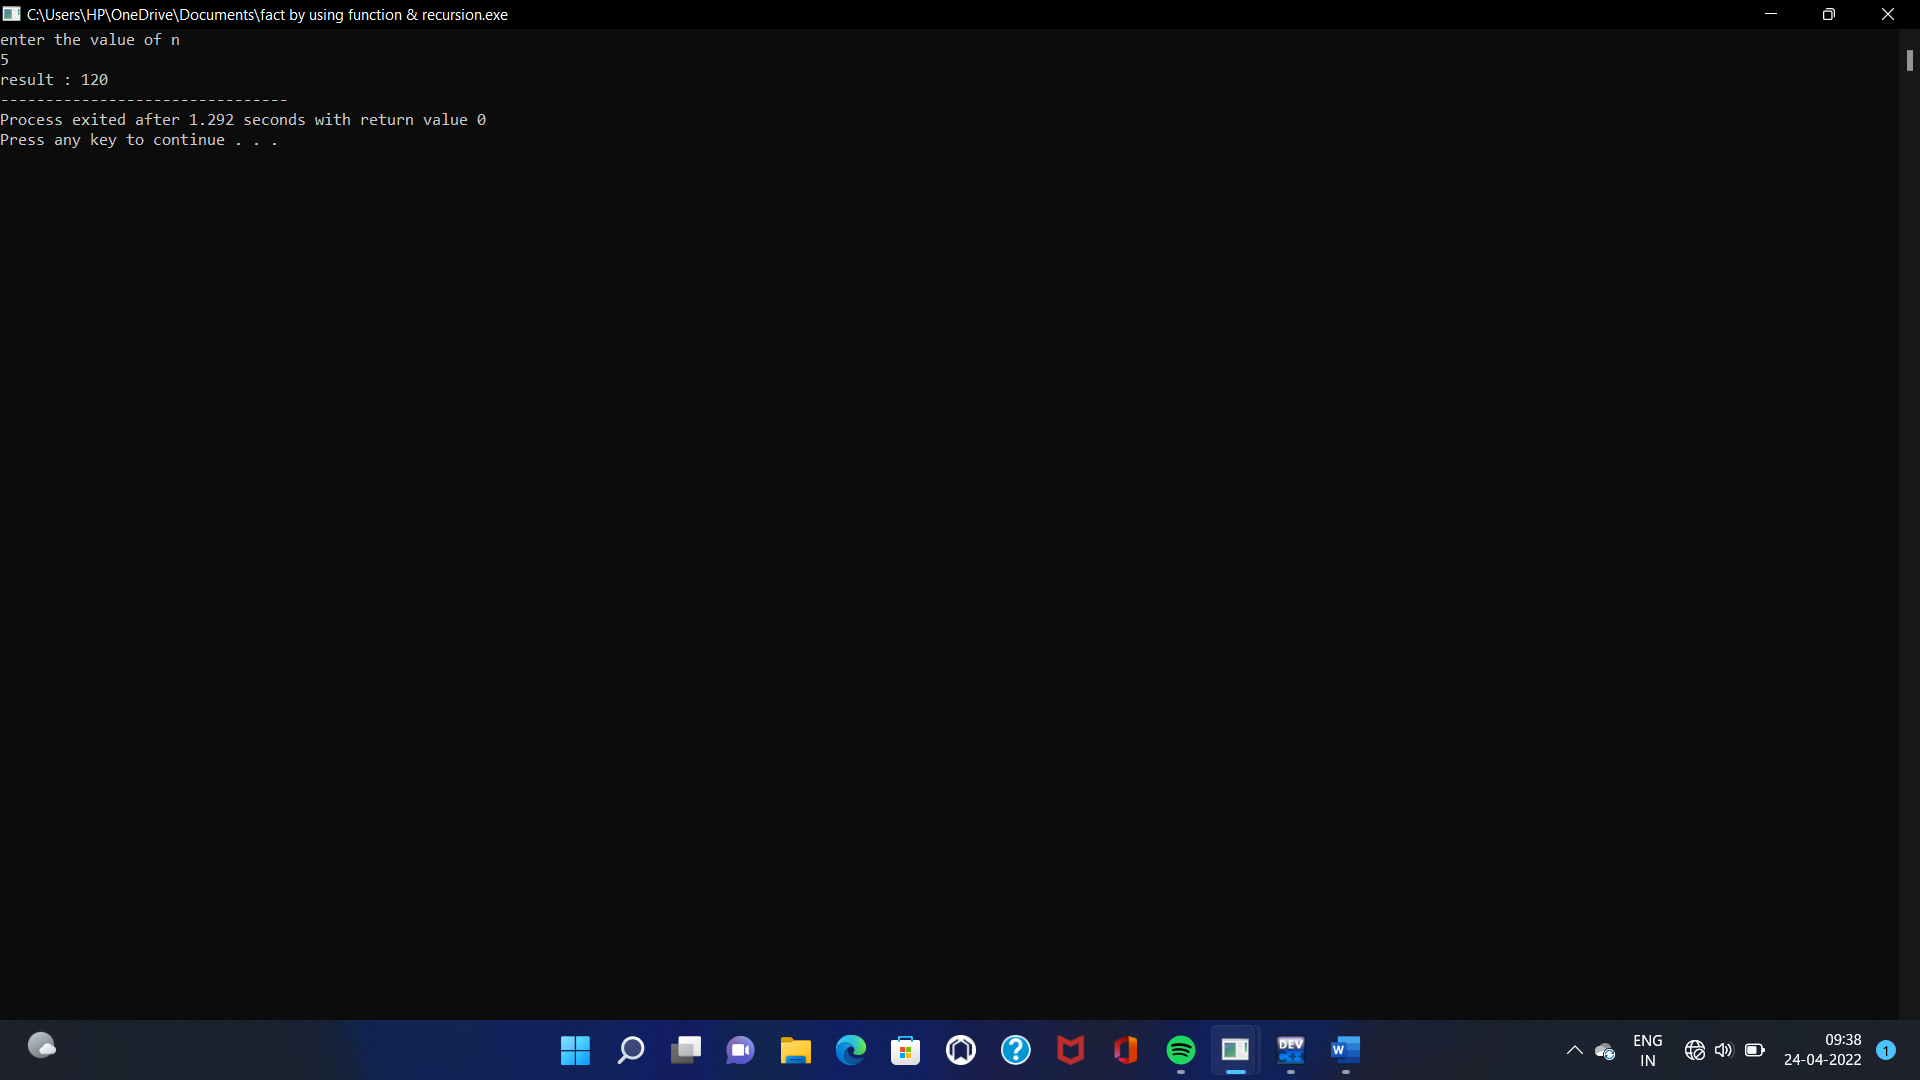 C:\Users\HP\OneDrive\Documents\fact by using function & recursion.exe
enter the value of n
5
result : 120
--------------------------------
Process exited after 1.292 seconds with return value 0
Press any key to continue . . .
DEV
C++
W
ENG
IN
09:38
24-04-2022
1